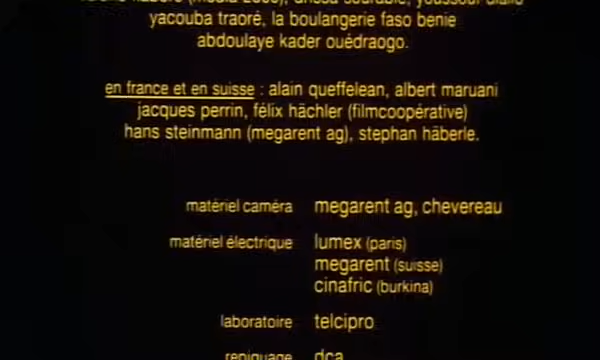 yacouba traoré, la boulangerie faso benie
abdoulaye kader ouédraogo.
en france et en suisse : alain queffelean, albert maruani
jacques perrin, félix hächler (filmcoopérative)
hans steinmann (megarent ag), stephan häberle.
matériel caméra megarent ag, chevereau
matériel électrique lumex (paris)
megarent (suisse)
cinafric (burkina)
laboratoire telcipro
repiquage dca